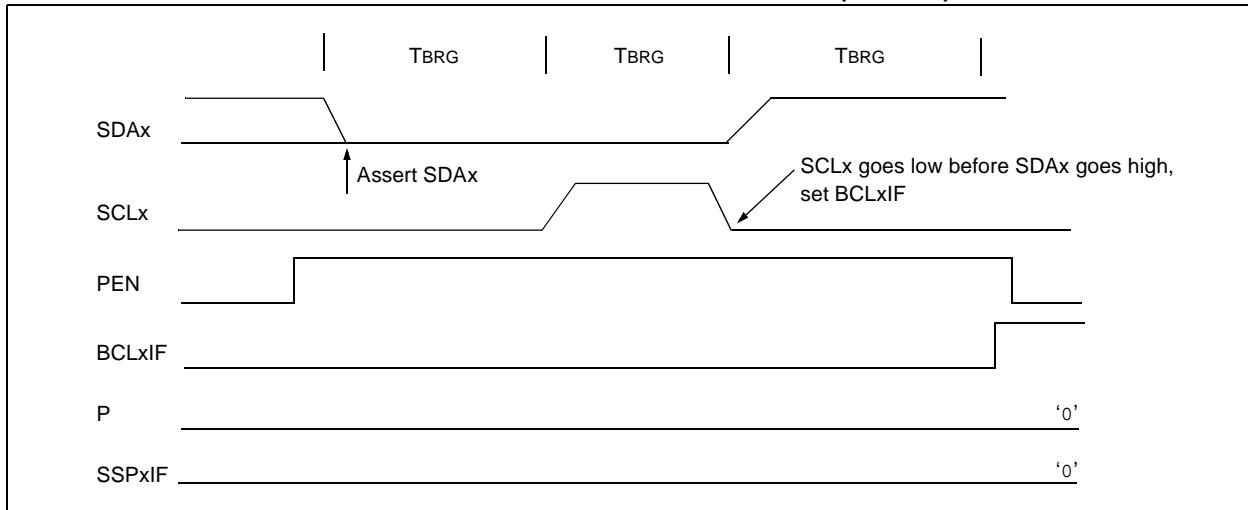 TBRG TBRG TBRG
SDAx
Assert SDAx
SCLx goes low before SDAx goes high,
set BCLxIF
SCLx
PEN
BCLxIF
P ‘0’
SSPxIF ‘0’